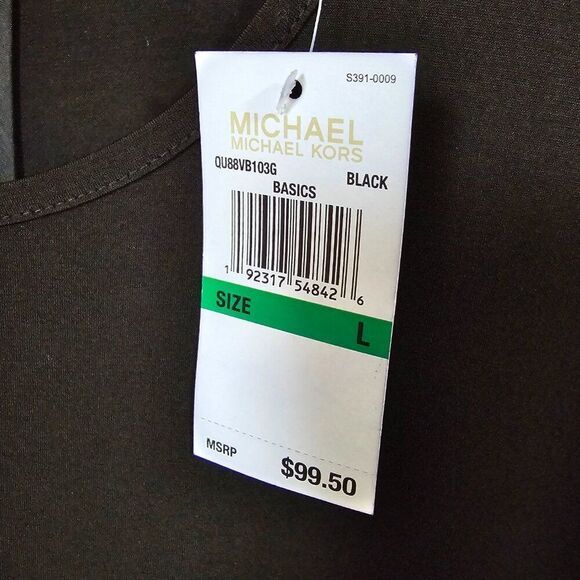 S391-0009
MICHAEL
MICHAEL KORS
QU88VB103G BLACK
BASICS
1 92317 54842 6
SIZE L
MSRP $99.50